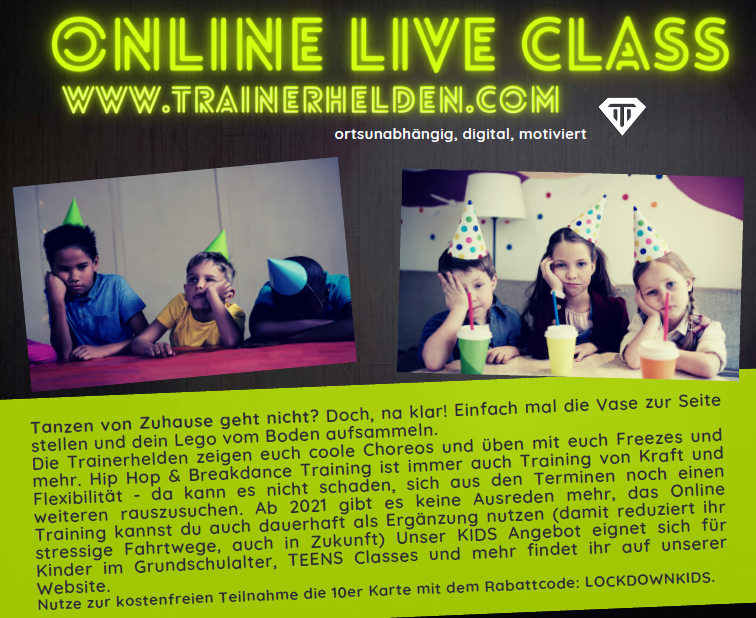 ONLINE LIVE CLASS
WWW.TRAINERHELDEN.COM
ortsunabhängig, digital, motiviert
Tanzen von Zuhause geht nicht? Doch, na klar! Einfach mal die Vase zur Seite
stellen und dein Lego vom Boden aufsammeln.
Die Trainerhelden zeigen euch coole Choreos und üben mit euch Freezes und
mehr. Hip Hop & Breakdance Training ist immer auch Training von Kraft und
Flexibilität - da kann es nicht schaden, sich aus den Terminen noch einen
weiteren rauszusuchen. Ab 2021 gibt es keine Ausreden mehr, das Online
Training kannst du auch dauerhaft als Ergänzung nutzen (damit reduziert ihr
stressige Fahrtwege, auch in Zukunft) Unser KIDS Angebot eignet sich für
Kinder im Grundschulalter, TEENS Classes und mehr findet ihr auf unserer
Website.
Nutze zur kostenfreien Teilnahme die 10er Karte mit dem Rabattcode: LOCKDOWNKIDS.